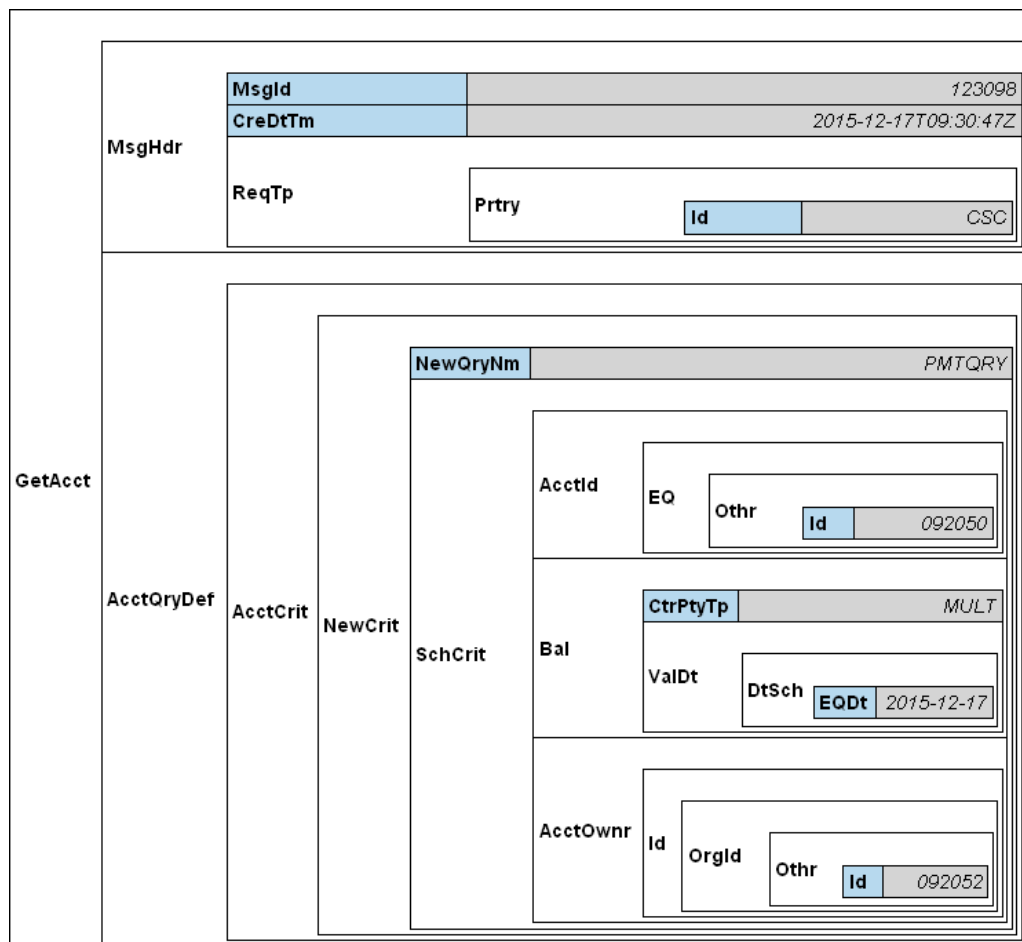 MsgId 123098
CreDtTm 2015-12-17T09:30:47Z
MsgHdr
ReqTp
Prtry
Id CSC
NewQryNm PMTQRY
GetAcct
AcctId
EQ
Othr
Id 092050
AcctQryDef
AcctCrit
NewCrit
SchCrit
Bal
CtrPtyTp MULT
ValDt
DtSch
EQDt 2015-12-17
AcctOwnr
Id
OrgId
Othr
Id 092052